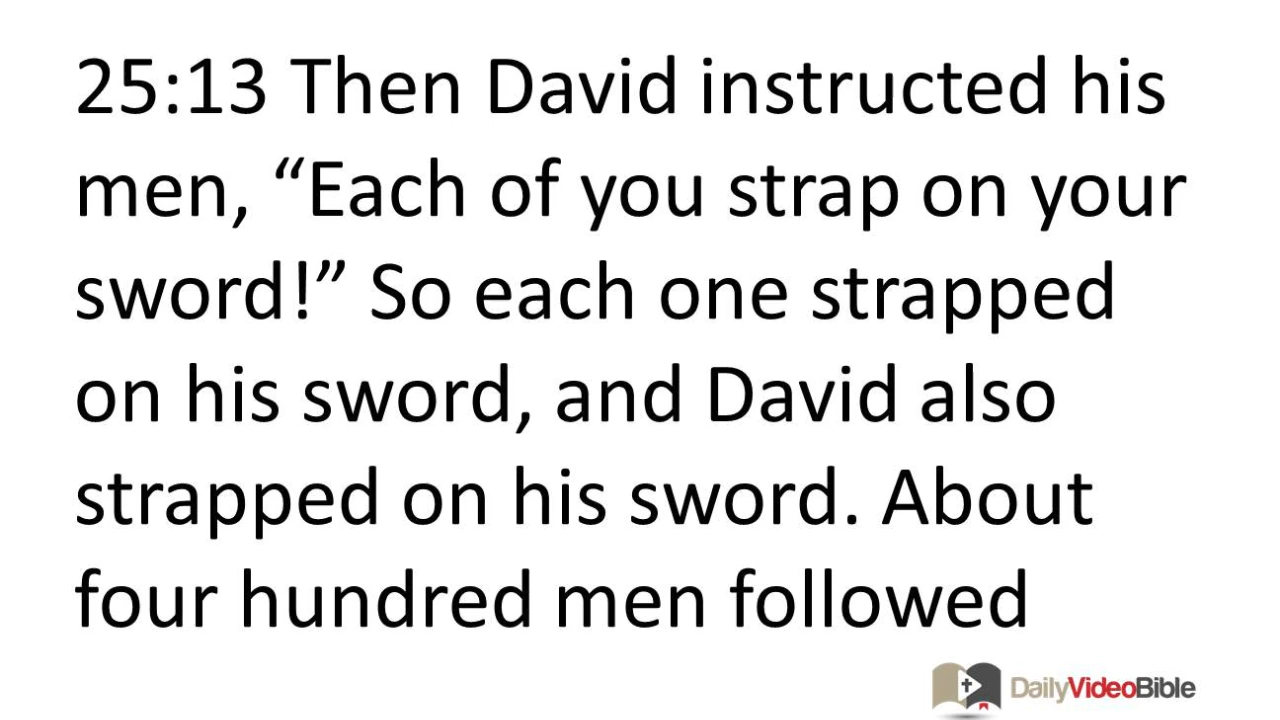 25:13 Then David instructed his
men, “Each of you strap on your
sword!” So each one strapped
on his sword, and David also
strapped on his sword. About
four hundred men followed
DailyVideoBible